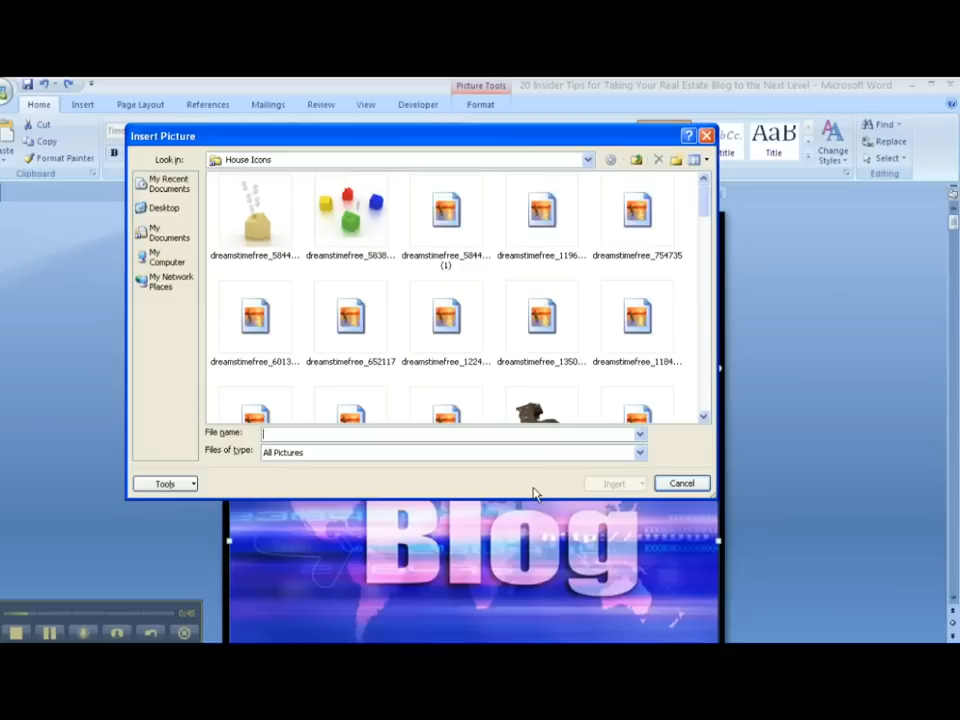 Picture Tools
20 Insider Tips for Taking Your Real Estate Blog to the Next Level - Microsoft Word
Home
Insert
Page Layout
References
Mailings
Review
View
Developer
Format
Cut
Copy
Format Painter
Clipboard
B
AaB
Title
Change
Styles
Find
Replace
Select
Editing
Insert Picture
Look in:
House Icons
My Recent
Documents
Desktop
My
Documents
My
Computer
My Network
Places
dreamstimefree_5844...
dreamstimefree_5838...
dreamstimefree_5844...
(1)
dreamstimefree_1196...
dreamstimefree_754735
dreamstimefree_6013...
dreamstimefree_652117
dreamstimefree_1224...
dreamstimefree_1350...
dreamstimefree_1184...
File name:
Files of type:
All Pictures
Tools
Insert
Cancel
Blog
http://
0:45